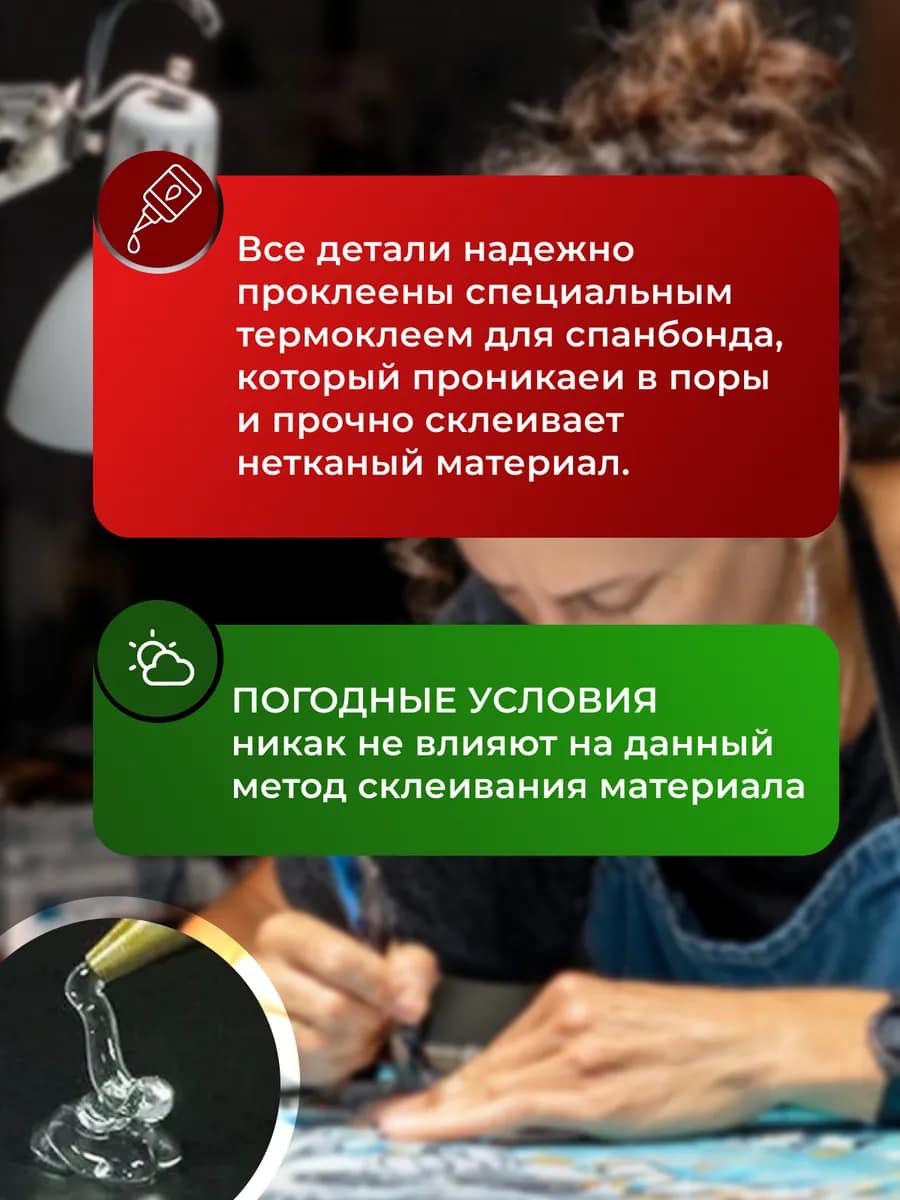 Все детали надежно
проклеены специальным
термоклеем для спанбонда,
который проникаеи в поры
и прочно склеивает
нетканый материал.
ПОГОДНЫЕ УСЛОВИЯ
никак не влияют на данный
метод склеивания материала